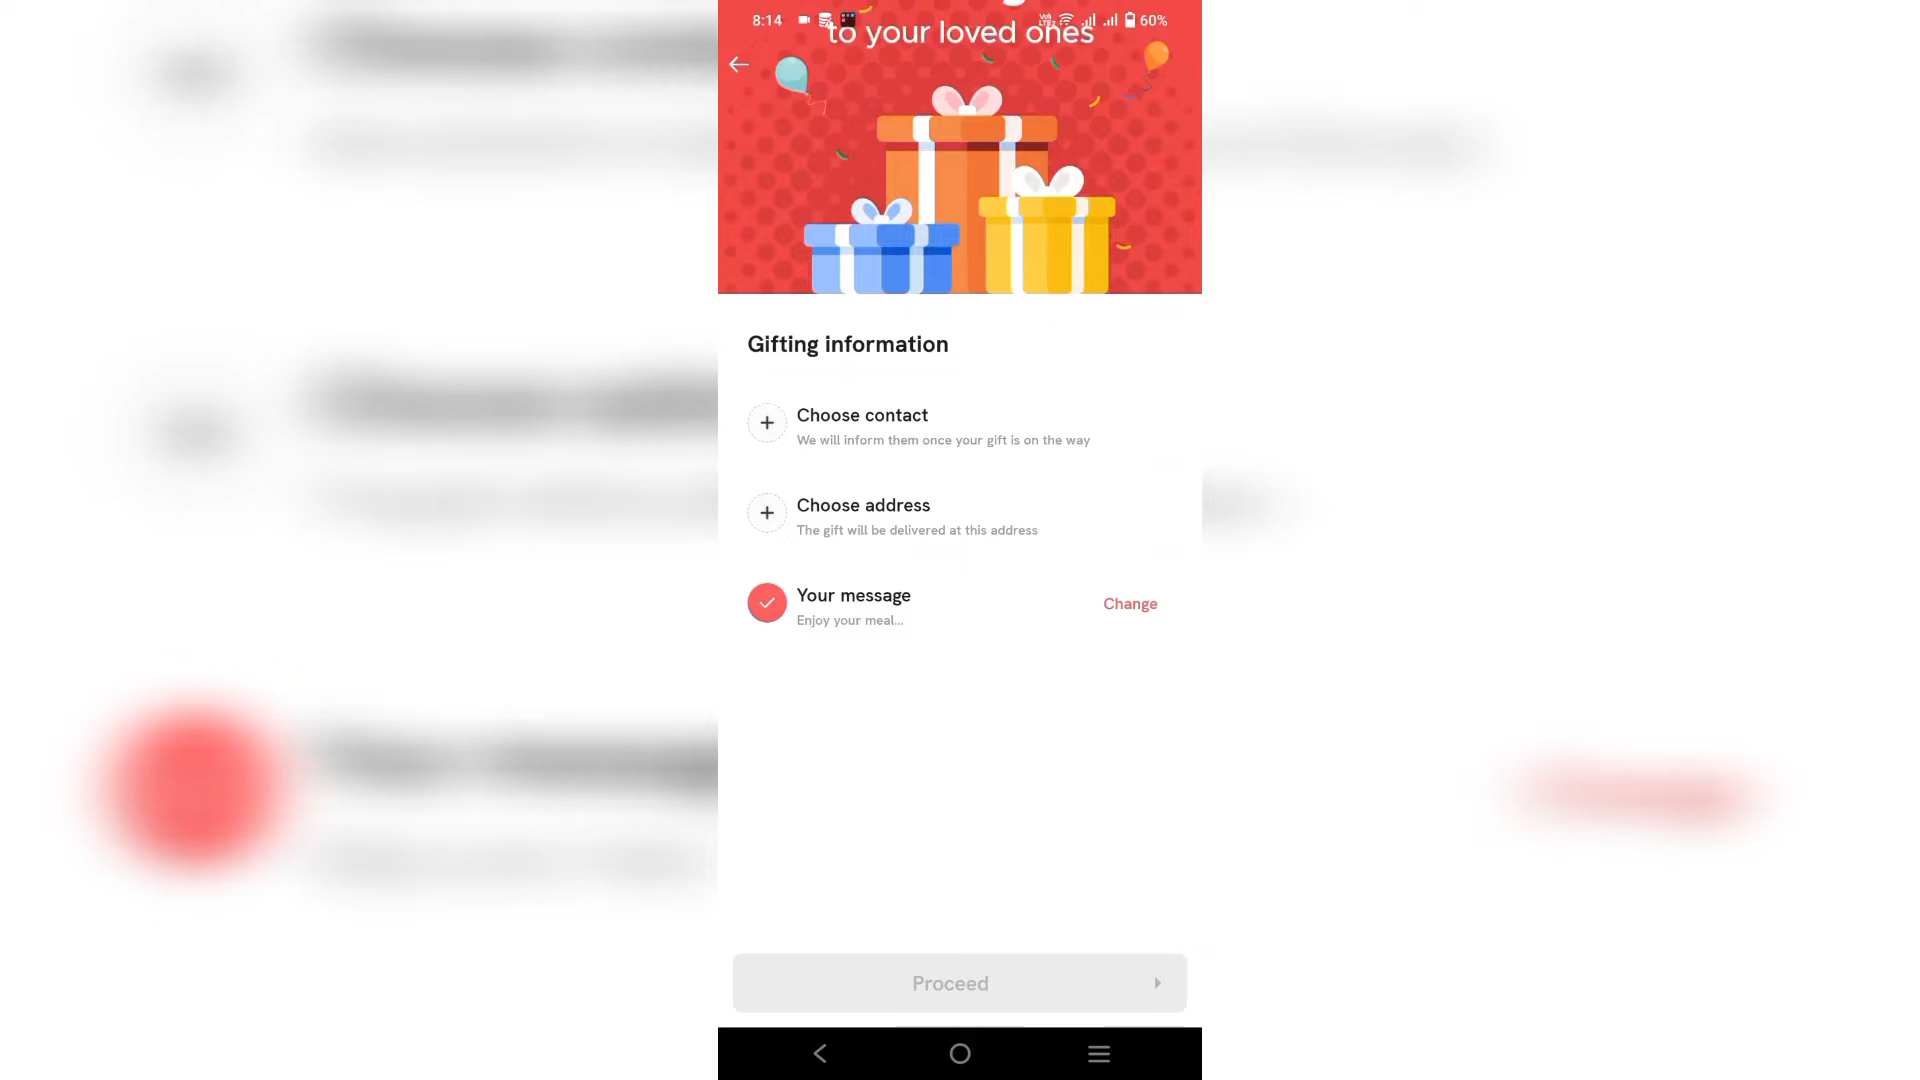 8:14
60%
to your loved ones
Gifting information
Choose contact
We will inform them once your gift is on the way
Choose address
The gift will be delivered at this address
Your message
Change
Enjoy your meal...
Proceed